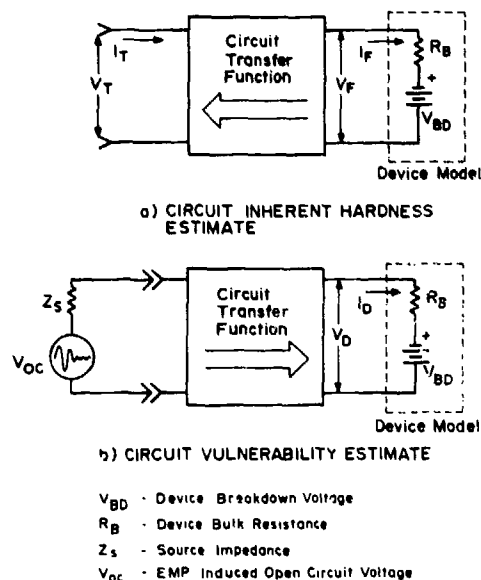 Circuit
Transfer
Function
I_T
V_T
I_F
V_F
R_B
+
V_BD
Device Model
a) CIRCUIT INHERENT HARDNESS
ESTIMATE
Z_S
V_OC
Circuit
Transfer
Function
I_D
V_D
R_B
+
V_BD
Device Model
b) CIRCUIT VULNERABILITY ESTIMATE
V_BD - Device Breakdown Voltage
R_B - Device Bulk Resistance
Z_S - Source Impedance
V_OC - EMP Induced Open Circuit Voltage